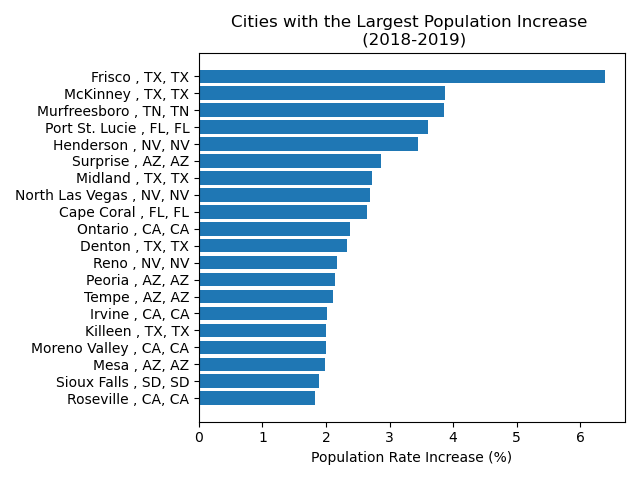 Cities with the Largest Population Increase
(2018-2019)
Frisco , TX, TX
McKinney , TX, TX
Murfreesboro , TN, TN
Port St. Lucie , FL, FL
Henderson , NV, NV
Surprise , AZ, AZ
Midland , TX, TX
North Las Vegas , NV, NV
Cape Coral , FL, FL
Ontario , CA, CA
Denton , TX, TX
Reno , NV, NV
Peoria , AZ, AZ
Tempe , AZ, AZ
Irvine , CA, CA
Killeen , TX, TX
Moreno Valley , CA, CA
Mesa , AZ, AZ
Sioux Falls , SD, SD
Roseville , CA, CA
0 1 2 3 4 5 6
Population Rate Increase (%)